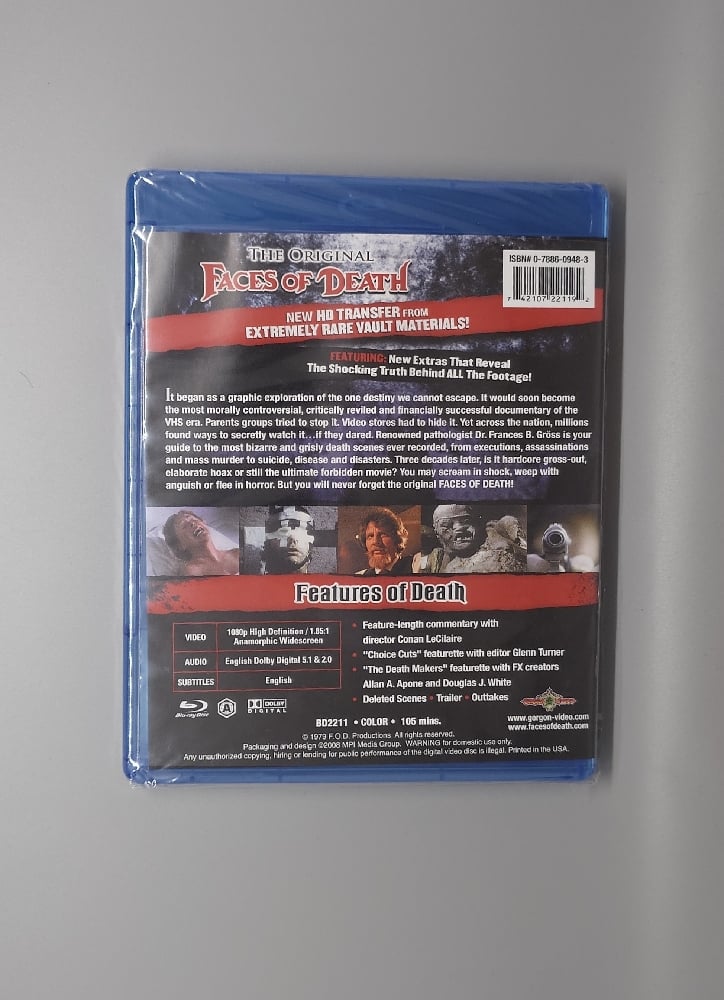 THE ORIGINAL
FACES OF DEATH
ISBN# 0-7886-0948-3
7 42107 22119 2
NEW HD TRANSFER FROM
EXTREMELY RARE VAULT MATERIALS!
FEATURING: New Extras That Reveal
The Shocking Truth Behind ALL The Footage!
It began as a graphic exploration of the one destiny we cannot escape. It would soon become
the most morally controversial, critically reviled and financially successful documentary of the
VHS era. Parents groups tried to stop it. Video stores had to hide it. Yet across the nation, millions
found ways to secretly watch it...if they dared. Renowned pathologist Dr. Frances B. Gröss is your
guide to the most bizarre and grisly death scenes ever recorded, from executions, assassinations
and mass murder to suicide, disease and disasters. Three decades later, is it hardcore gross-out,
elaborate hoax or still the ultimate forbidden movie? You may scream in shock, weep with
anguish or flee in horror. But you will never forget the original FACES OF DEATH!
Features of Death
VIDEO 1080p High Definition / 1.85:1
Anamorphic Widescreen
AUDIO English Dolby Digital 5.1 & 2.0
SUBTITLES English
• Feature-length commentary with
director Conan LeCilaire
• "Choice Cuts" featurette with editor Glenn Turner
• "The Death Makers" featurette with FX creators
Allan A. Apone and Douglas J. White
• Deleted Scenes • Trailer • Outtakes
Blu-ray Disc A DOLBY
DIGITAL
BD2211 • COLOR • 105 mins.
www.gorgon-video.com
www.facesofdeath.com
© 1979 F.O.D. Productions All rights reserved.
Packaging and design ©2008 MPI Media Group. WARNING for domestic use only.
Any unauthorized copying, hiring or lending for public performance of the digital video disc is illegal. Printed in the USA.